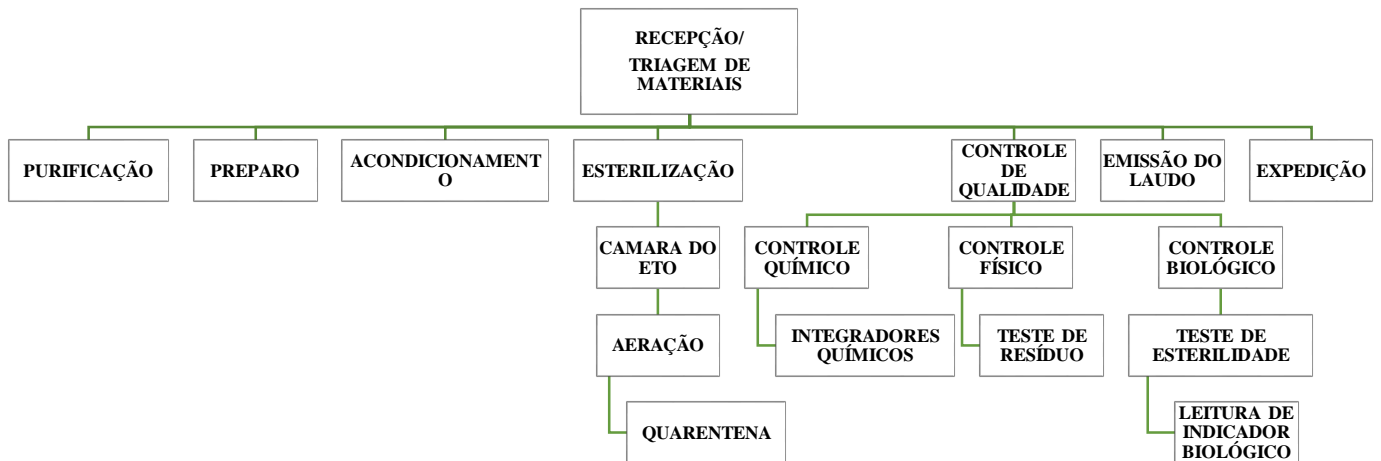 RECEPÇÃO/
TRIAGEM DE
MATERIAIS
PURIFICAÇÃO
PREPARO
ACONDICIONAMENT
O
ESTERILIZAÇÃO
CONTROLE
DE
QUALIDADE
EMISSÃO DO
LAUDO
EXPEDIÇÃO
CAMARA DO
ETO
CONTROLE
QUÍMICO
CONTROLE
FÍSICO
CONTROLE
BIOLÓGICO
AERAÇÃO
INTEGRADORES
QUÍMICOS
TESTE DE
RESÍDUO
TESTE DE
ESTERILIDADE
QUARENTENA
LEITURA DE
INDICADOR
BIOLÓGICO